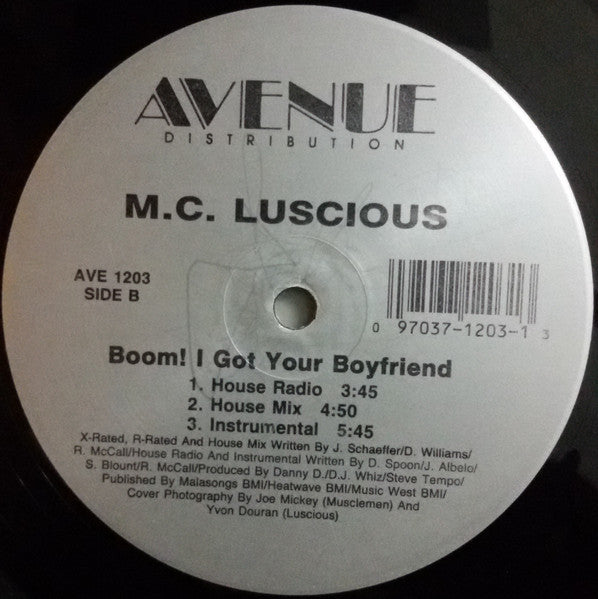 AVENUE
DISTRIBUTION
M.C. LUSCIOUS
AVE 1203
SIDE B
0 97037-1203-1 3
Boom! I Got Your Boyfriend
1. House Radio 3:45
2. House Mix 4:50
3. Instrumental 5:45
X-Rated, R-Rated And House Mix Written By J. Schaeffer/D. Williams/
R. McCall/House Radio And Instrumental Written By D. Spoon/J. Albelo/
S. Blount/R. McCall/Produced By Danny D./D.J. Whiz/Steve Tempo/
Published By Malasongs BMI/Heatwave BMI/Music West BMI/
Cover Photography By Joe Mickey (Musclemen) And
Yvon Douran (Luscious)